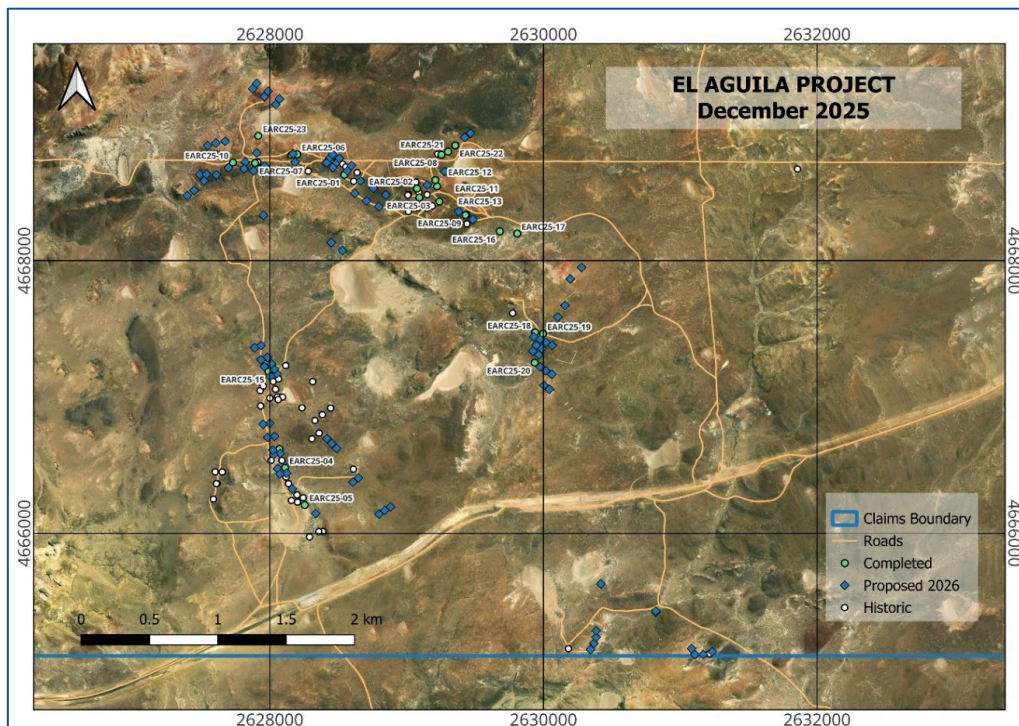 2628000 2630000 2632000
EL AGUILA PROJECT
December 2025
EARC25-23
EARC25-06
EARC25-21
EARC25-10
EARC25-22
EARC25-08
EARC25-07
EARC25-12
EARC25-01
EARC25-02
EARC25-11
EARC25-03
EARC25-13
EARC25-09
EARC25-17
EARC25-16
4668000
4668000
EARC25-18
EARC25-19
EARC25-20
EARC25-15
EARC25-04
EARC25-05
4666000
4666000
Claims Boundary
Roads
Completed
Proposed 2026
Historic
0 0.5 1 1.5 2 km
2628000 2630000 2632000